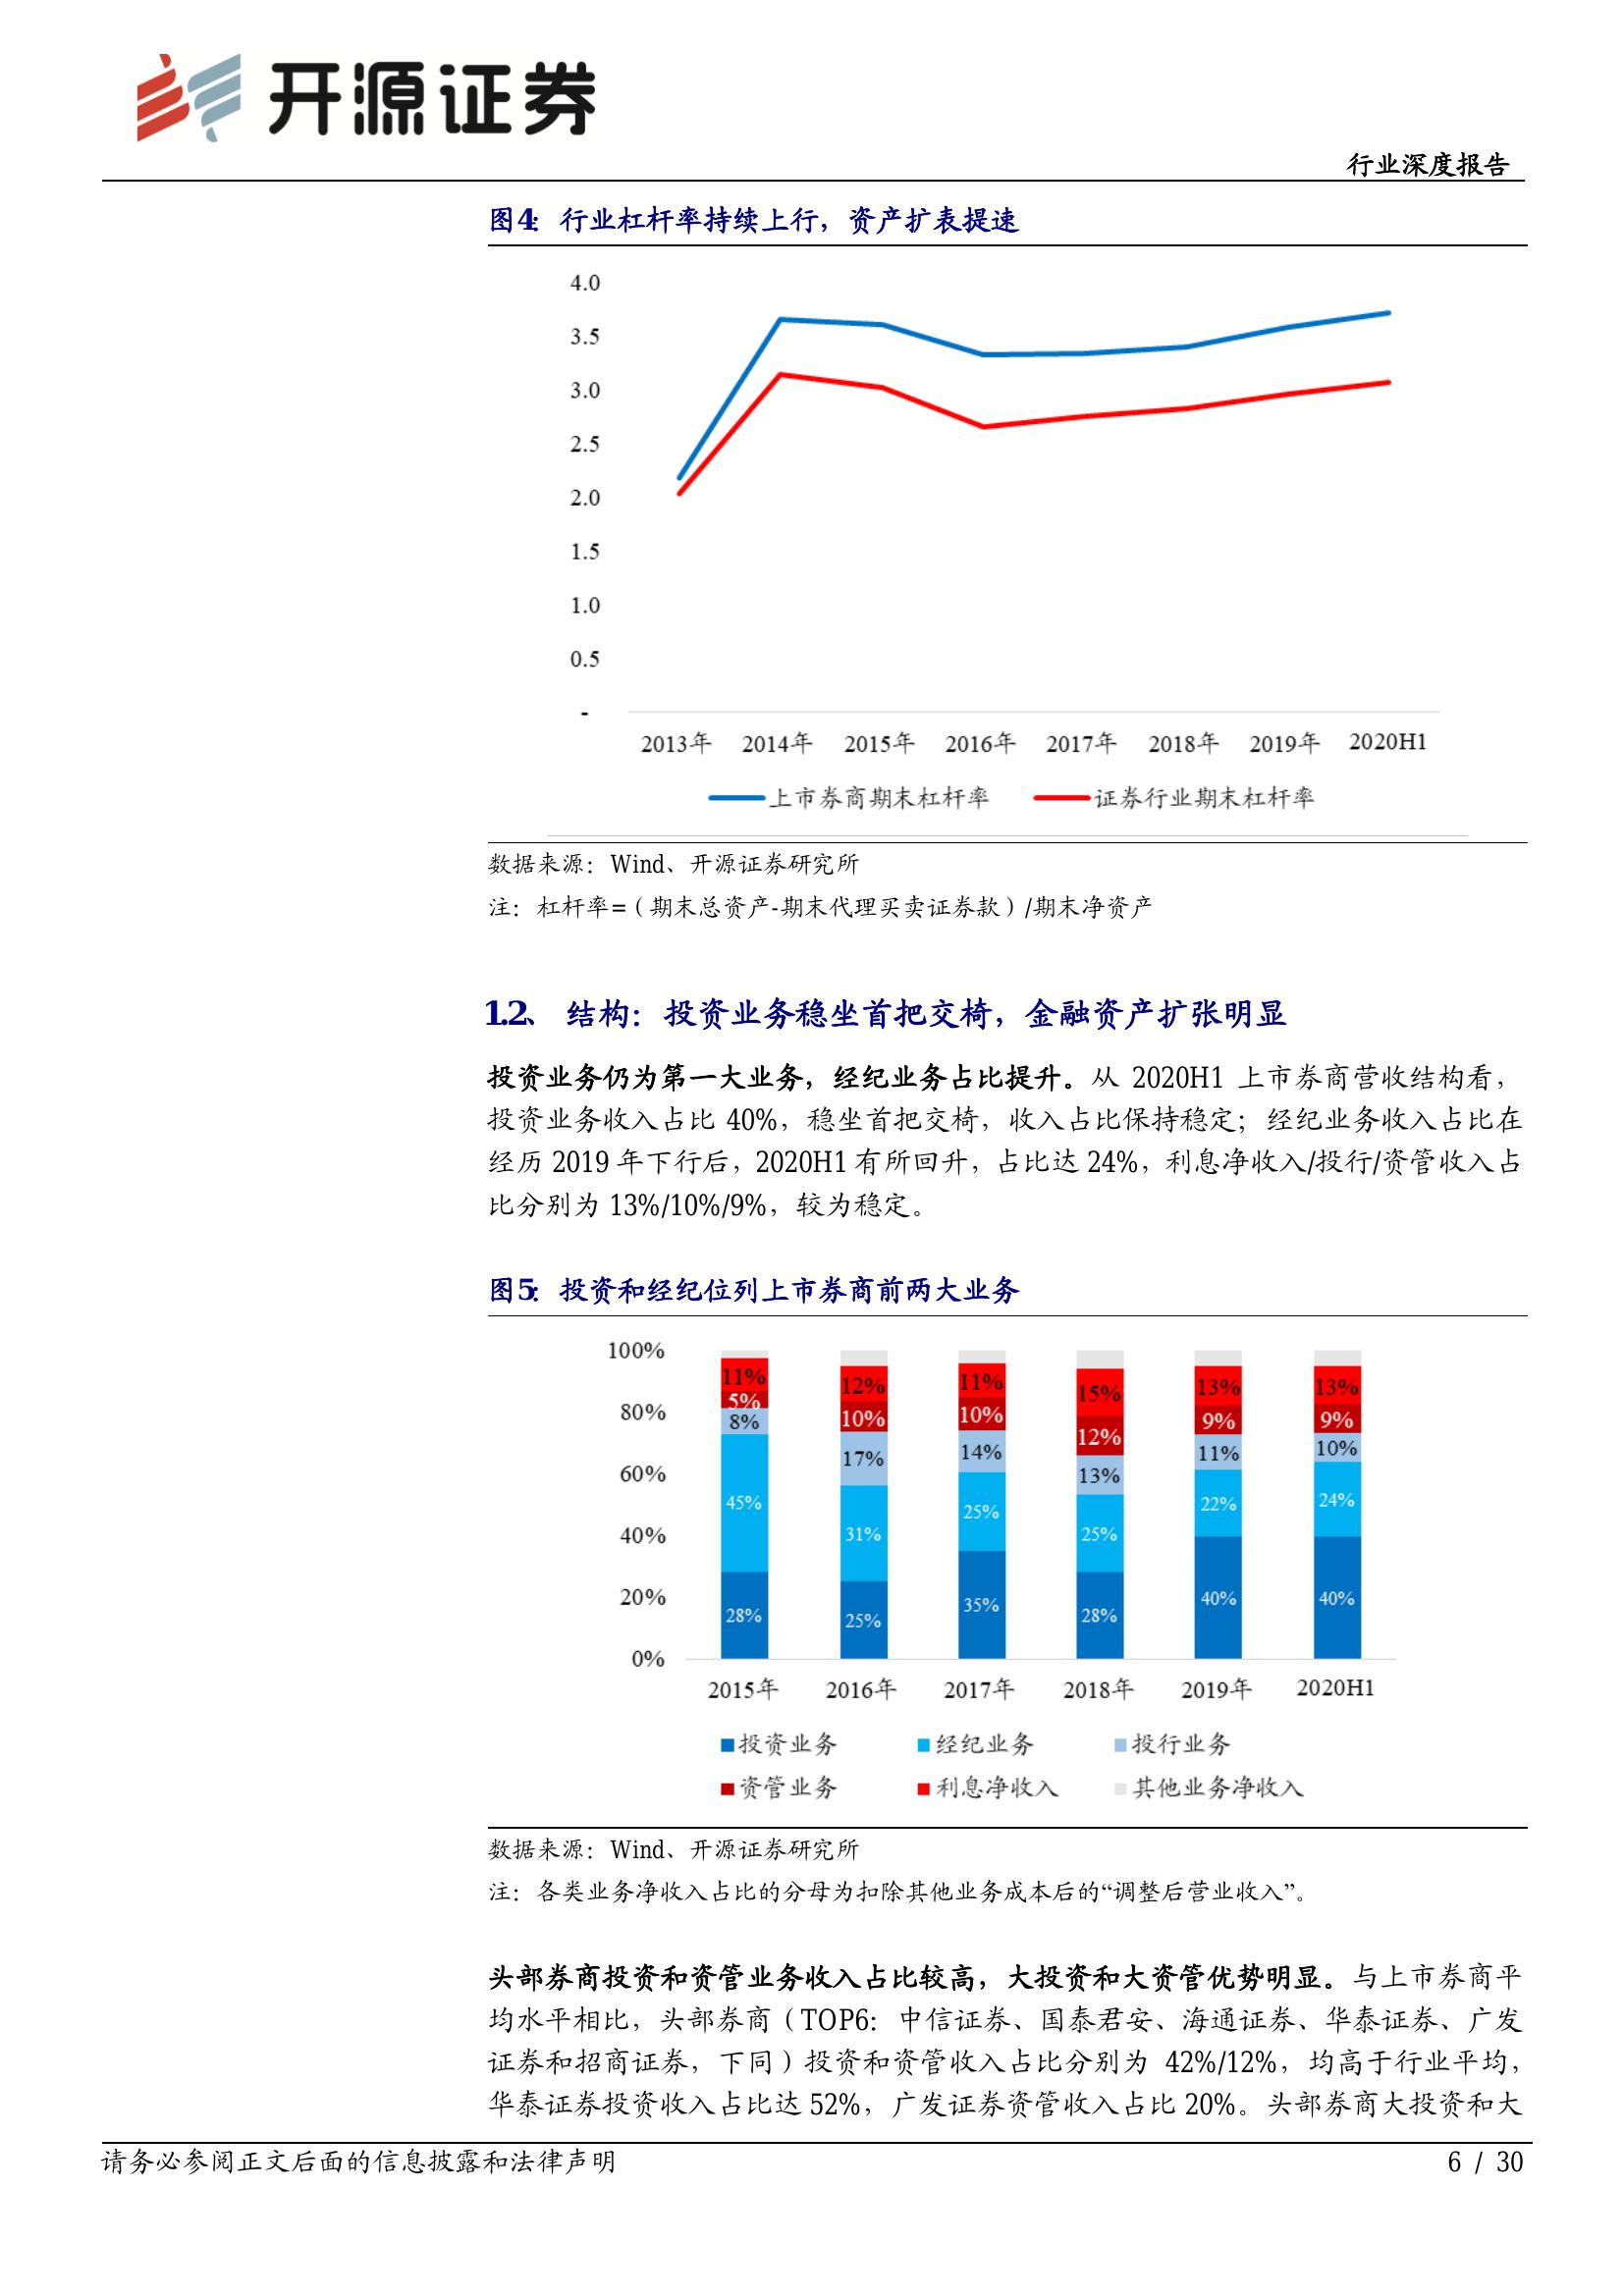 开源证券
行业深度报告
图4： 行业杠杆率持续上行，资产扩表提速
4.0
3.5
3.0
2.5
2.0
1.5
1.0
0.5
-
2013年 2014年 2015年 2016年 2017年 2018年 2019年 2020H1
上市券商期末杠杆率 证券行业期末杠杆率
数据来源：Wind、开源证券研究所
注：杠杆率=（期末总资产-期末代理买卖证券款）/期末净资产
1.2、 结构：投资业务稳坐首把交椅，金融资产扩张明显
投资业务仍为第一大业务，经纪业务占比提升。从 2020H1 上市券商营收结构看，
投资业务收入占比 40%，稳坐首把交椅，收入占比保持稳定；经纪业务收入占比在
经历 2019 年下行后，2020H1 有所回升，占比达 24%，利息净收入/投行/资管收入占
比分别为 13%/10%/9%，较为稳定。
图5： 投资和经纪位列上市券商前两大业务
100%
80%
60%
40%
20%
0%
11% 12% 11% 15% 13% 13%
5% 10% 10% 12% 9% 9%
8% 17% 14% 13% 11% 10%
45% 31% 25% 25% 22% 24%
28% 25% 35% 28% 40% 40%
2015年 2016年 2017年 2018年 2019年 2020H1
投资业务 经纪业务 投行业务
资管业务 利息净收入 其他业务净收入
数据来源：Wind、开源证券研究所
注：各类业务净收入占比的分母为扣除其他业务成本后的“调整后营业收入”。
头部券商投资和资管业务收入占比较高，大投资和大资管优势明显。与上市券商平
均水平相比，头部券商（TOP6：中信证券、国泰君安、海通证券、华泰证券、广发
证券和招商证券，下同）投资和资管收入占比分别为 42%/12%，均高于行业平均，
华泰证券投资收入占比达 52%，广发证券资管收入占比 20%。头部券商大投资和大
请务必参阅正文后面的信息披露和法律声明
6 / 30